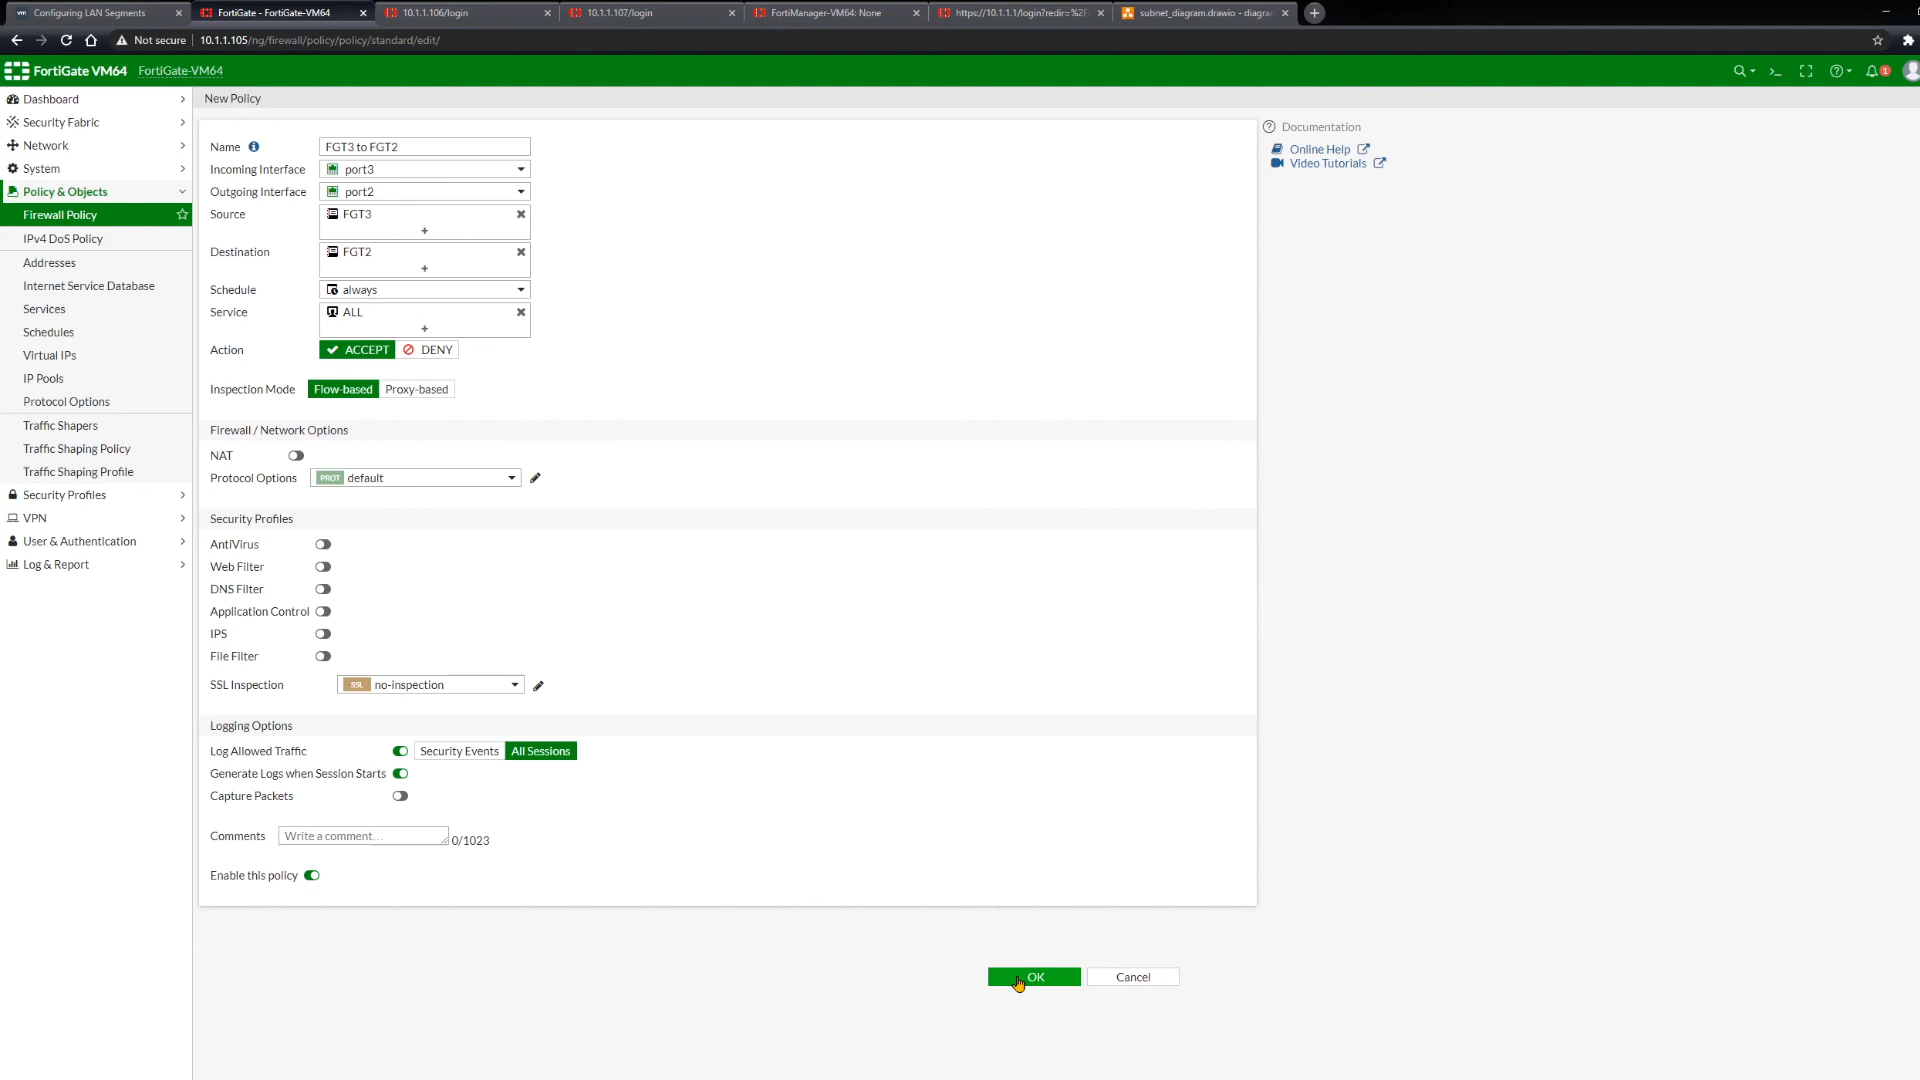 Configuring LAN Segments
FortiGate - FortiGate-VM64
10.1.1.106/login
10.1.1.107/login
FortiManager-VM64: None
https://10.1.1.1/login?redir=%2F
subnet_diagram.drawio - diagra
Not secure
10.1.1.105/ng/firewall/policy/policy/standard/edit/
FortiGate VM64
FortiGate-VM64
1
Dashboard
Security Fabric
Network
System
Policy & Objects
Firewall Policy
IPv4 DoS Policy
Addresses
Internet Service Database
Services
Schedules
Virtual IPs
IP Pools
Protocol Options
Traffic Shapers
Traffic Shaping Policy
Traffic Shaping Profile
Security Profiles
VPN
User & Authentication
Log & Report
New Policy
Name
FGT3 to FGT2
Incoming Interface
port3
Outgoing Interface
port2
Source
FGT3
+
Destination
FGT2
+
Schedule
always
Service
ALL
+
Action
ACCEPT
DENY
Inspection Mode
Flow-based
Proxy-based
Firewall / Network Options
NAT
Protocol Options
PROT default
Security Profiles
AntiVirus
Web Filter
DNS Filter
Application Control
IPS
File Filter
SSL Inspection
SSL no-inspection
Logging Options
Log Allowed Traffic
Security Events
All Sessions
Generate Logs when Session Starts
Capture Packets
Comments
Write a comment...
0/1023
Enable this policy
OK
Cancel
Documentation
Online Help
Video Tutorials